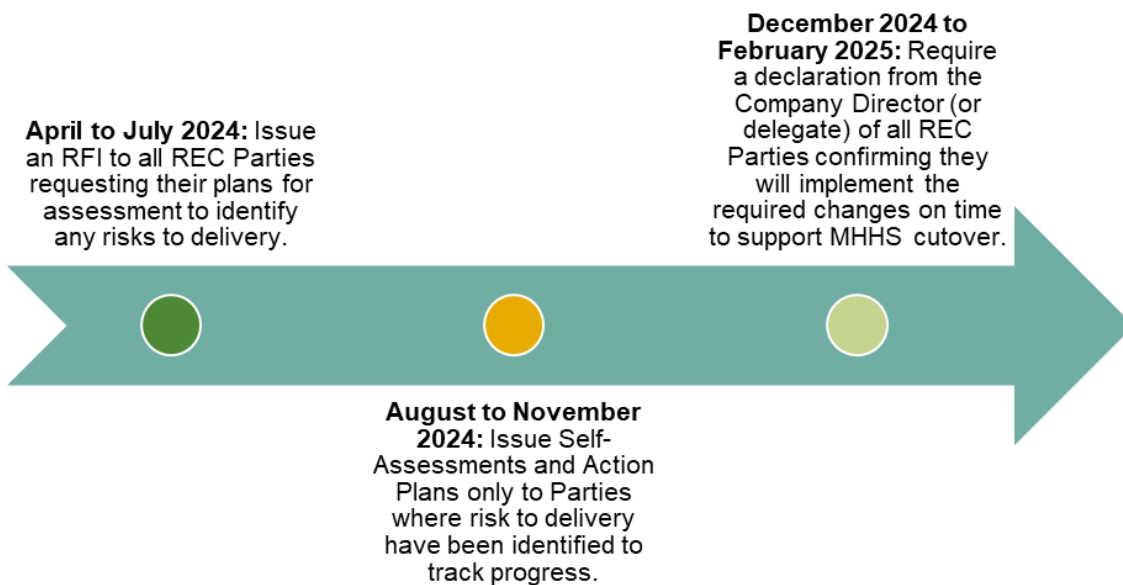 April to July 2024: Issue
an RFI to all REC Parties
requesting their plans for
assessment to identify
any risks to delivery.
August to November
2024: Issue Self-
Assessments and Action
Plans only to Parties
where risk to delivery
have been identified to
track progress.
December 2024 to
February 2025: Require
a declaration from the
Company Director (or
delegate) of all REC
Parties confirming they
will implement the
required changes on time
to support MHHS cutover.